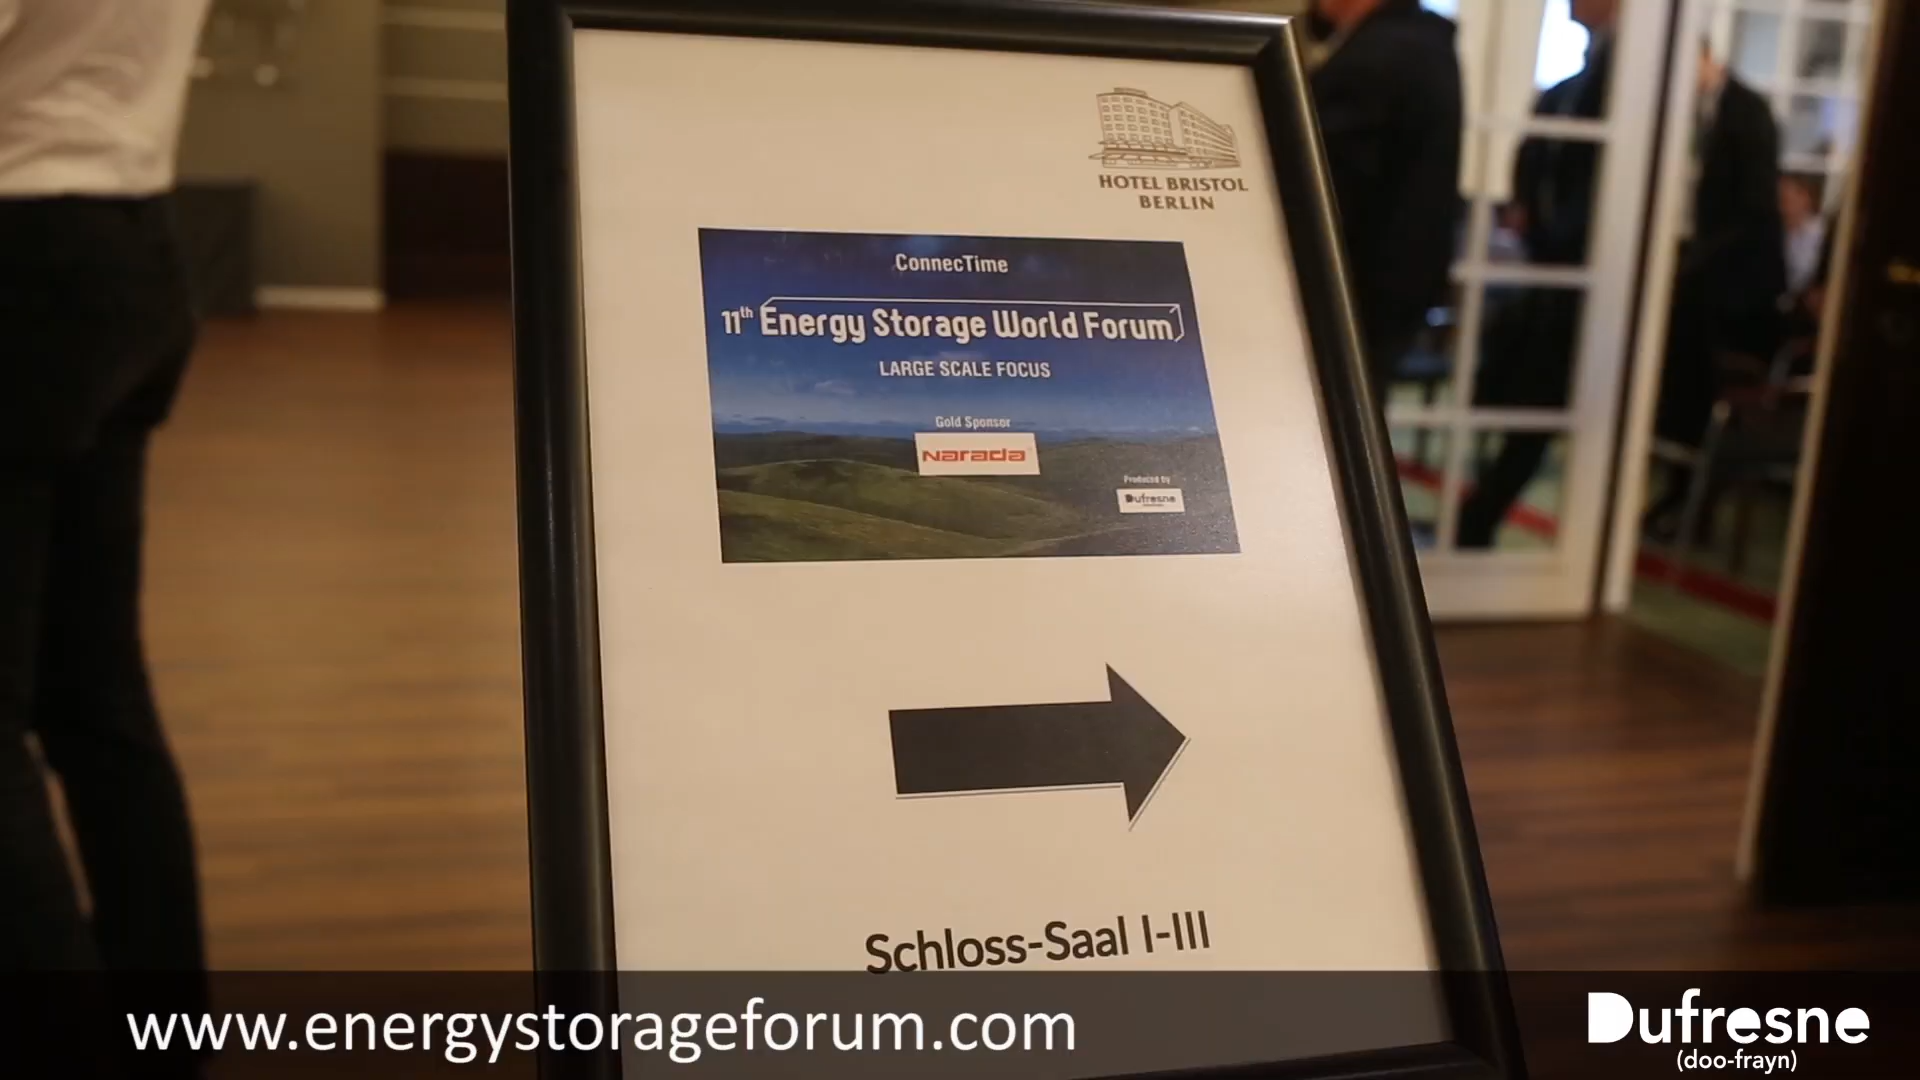 HOTEL BRISTOL
BERLIN
ConnecTime
11th Energy Storage World Forum
LARGE SCALE FOCUS
Gold Sponsor
Narada
Produced by
Dufresne
Schloss-Saal I-III
www.energystorageforum.com
Dufresne
(doo-frayn)